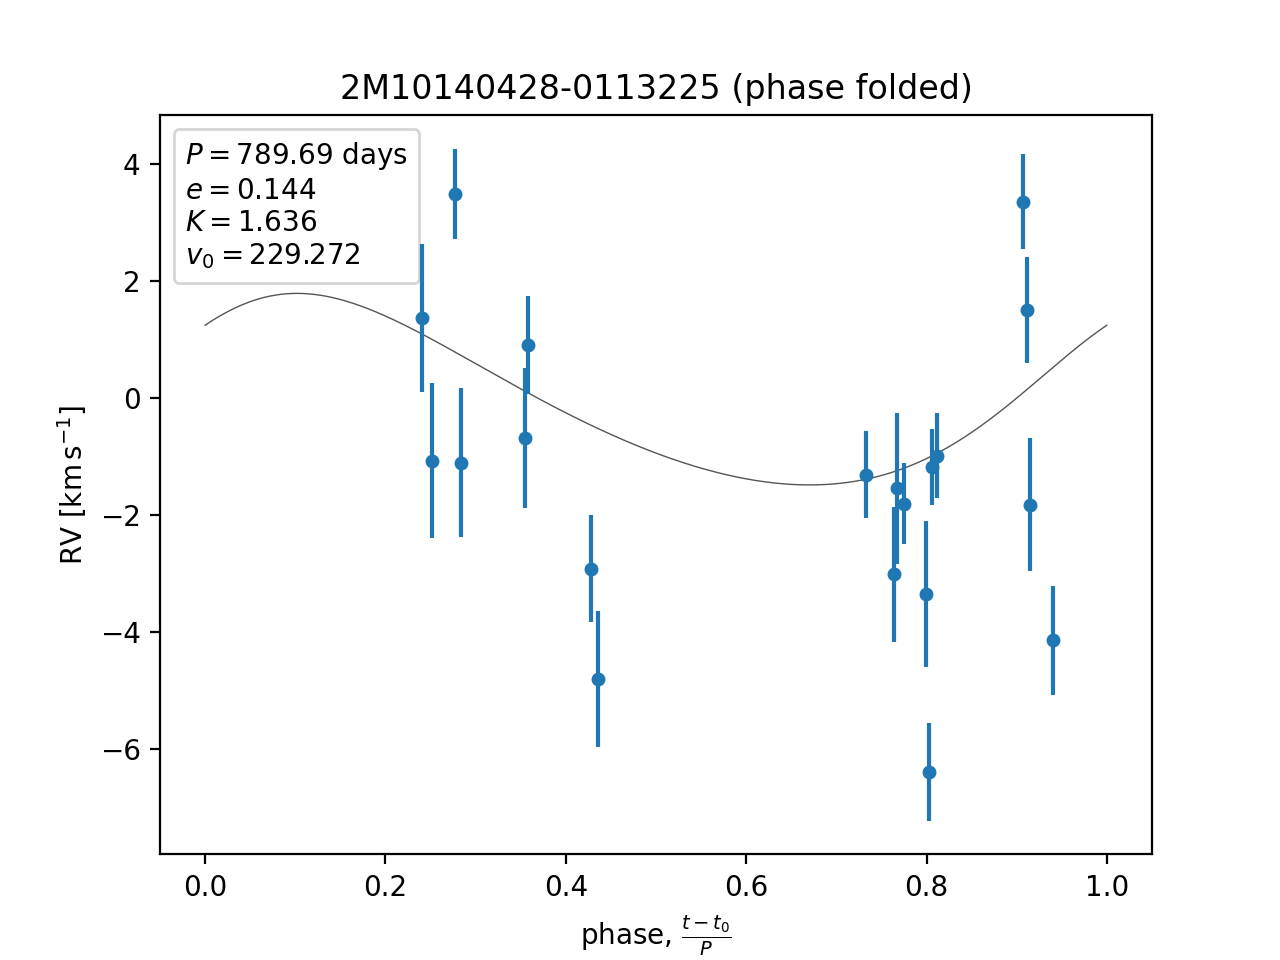 2M10140428-0113225 (phase folded)
P = 789.69 days
e = 0.144
K = 1.636
v₀ = 229.272
4
2
0
−2
−4
−6
RV [km s⁻¹]
0.0 0.2 0.4 0.6 0.8 1.0
phase, (t − t₀)/P